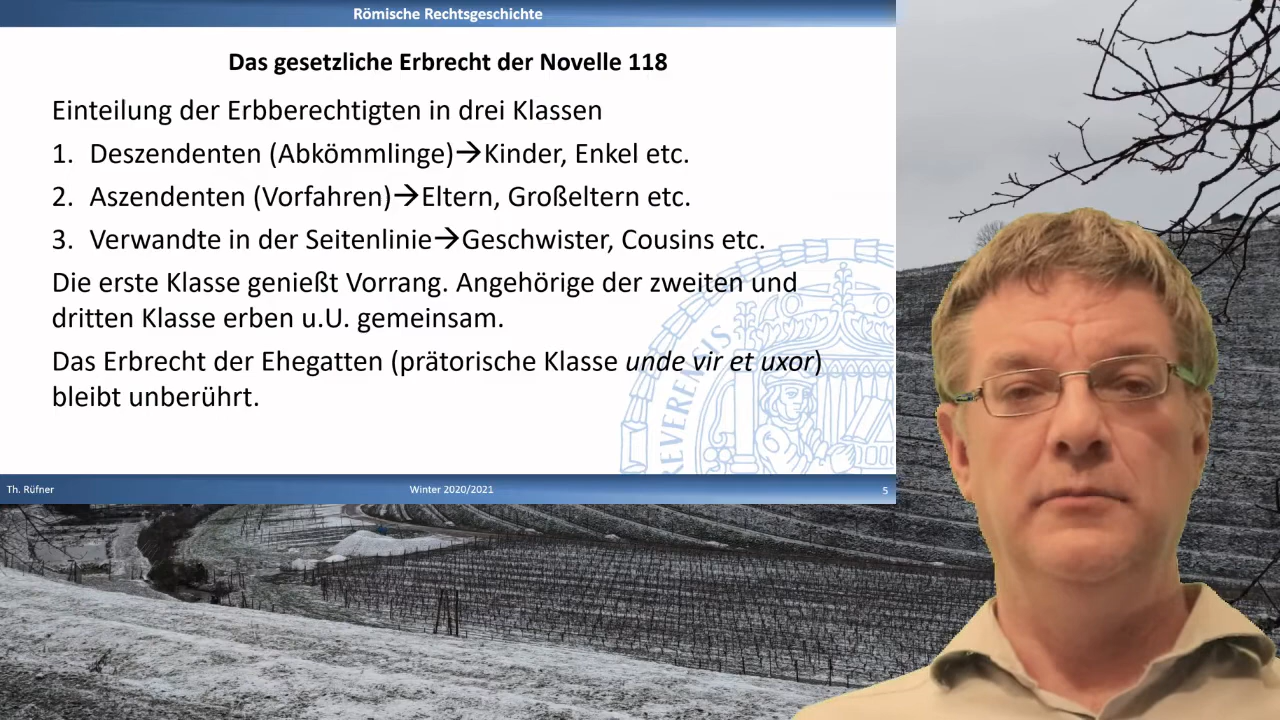 Römische Rechtsgeschichte
Das gesetzliche Erbrecht der Novelle 118
Einteilung der Erbberechtigten in drei Klassen
1. Deszendenten (Abkömmlinge)→Kinder, Enkel etc.
2. Aszendenten (Vorfahren)→Eltern, Großeltern etc.
3. Verwandte in der Seitenlinie→Geschwister, Cousins etc.
Die erste Klasse genießt Vorrang. Angehörige der zweiten und
dritten Klasse erben u.U. gemeinsam.
Das Erbrecht der Ehegatten (prätorische Klasse unde vir et uxor)
bleibt unberührt.
Th. Rüfner
Winter 2020/2021
5